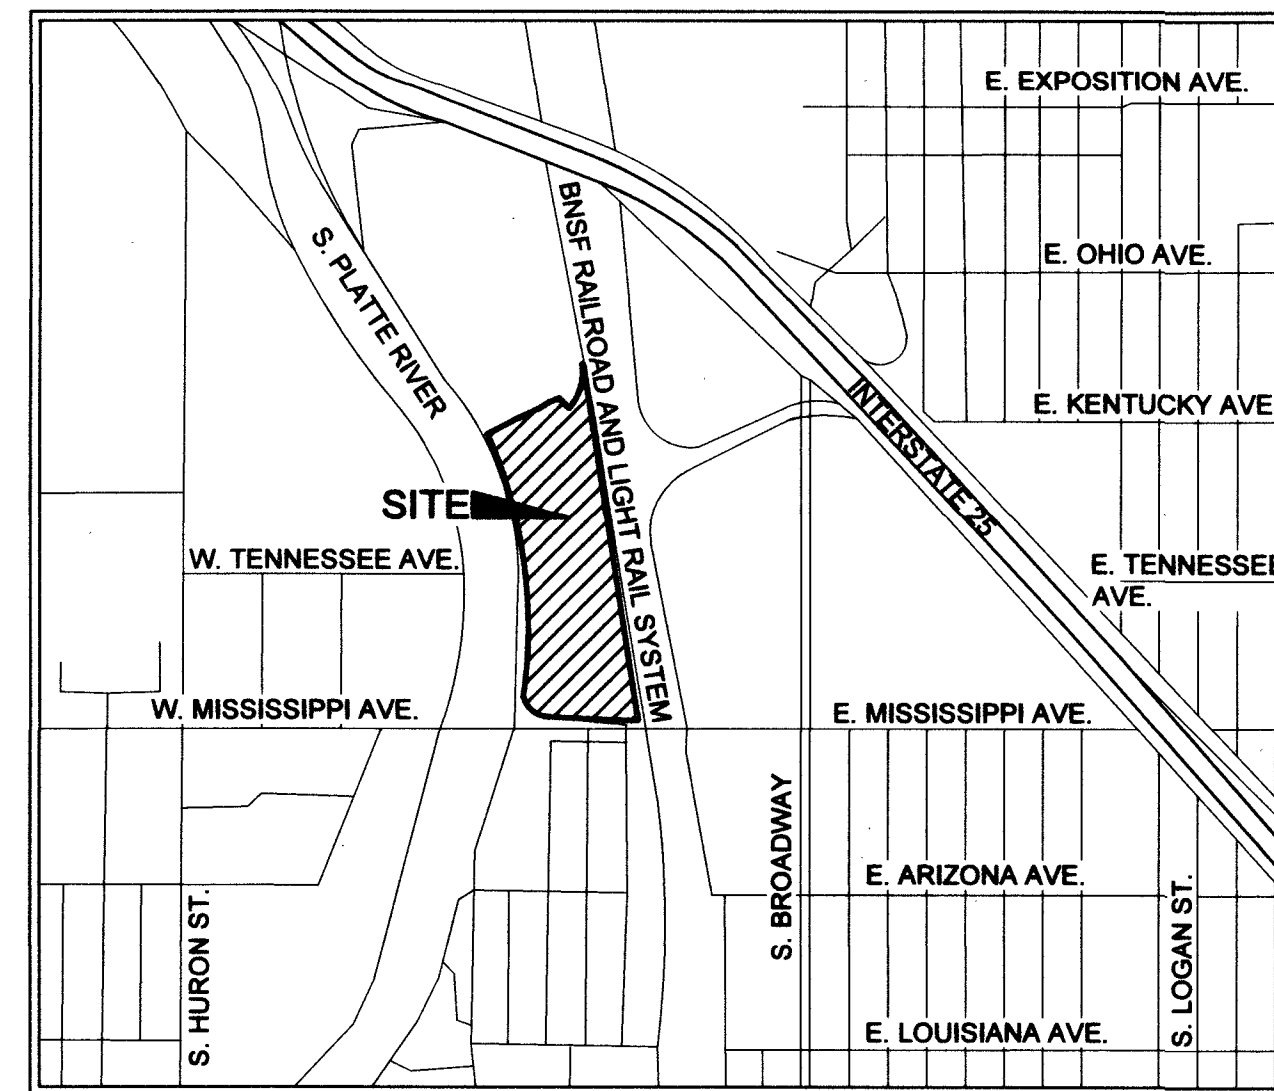 E. EXPOSITION AVE.
S. PLATTE RIVER
BNSF RAILROAD AND LIGHT RAIL SYSTEM
E. OHIO AVE.
INTERSTATE 25
E. KENTUCKY AVE
SITE
W. TENNESSEE AVE.
E. TENNESSEE
AVE.
W. MISSISSIPPI AVE.
E. MISSISSIPPI AVE.
S. BROADWAY
E. ARIZONA AVE.
S. HURON ST.
S. LOGAN ST.
E. LOUISIANA AVE.